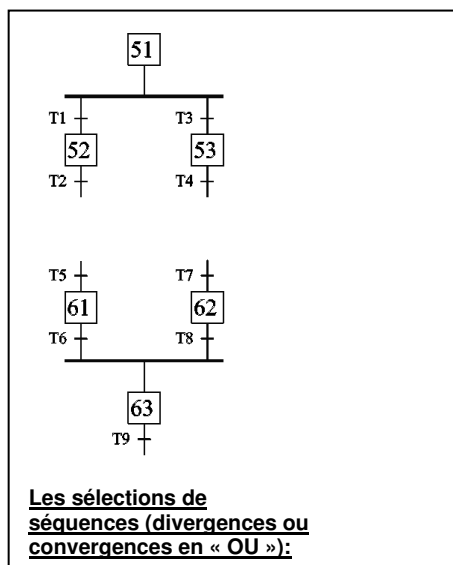 51
T1 T3
52 53
T2 T4
T5 T7
61 62
T6 T8
63
T9
Les sélections de
séquences (divergences ou
convergences en « OU »):